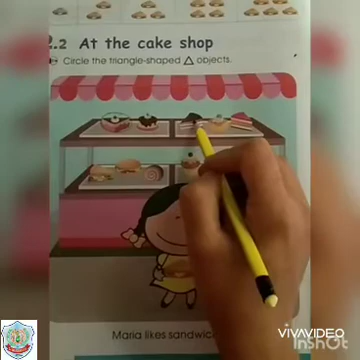 .2 At the cake shop
Circle the triangle-shaped △ objects.
Maria likes sandwic
VIVAVIDEO
InShOt